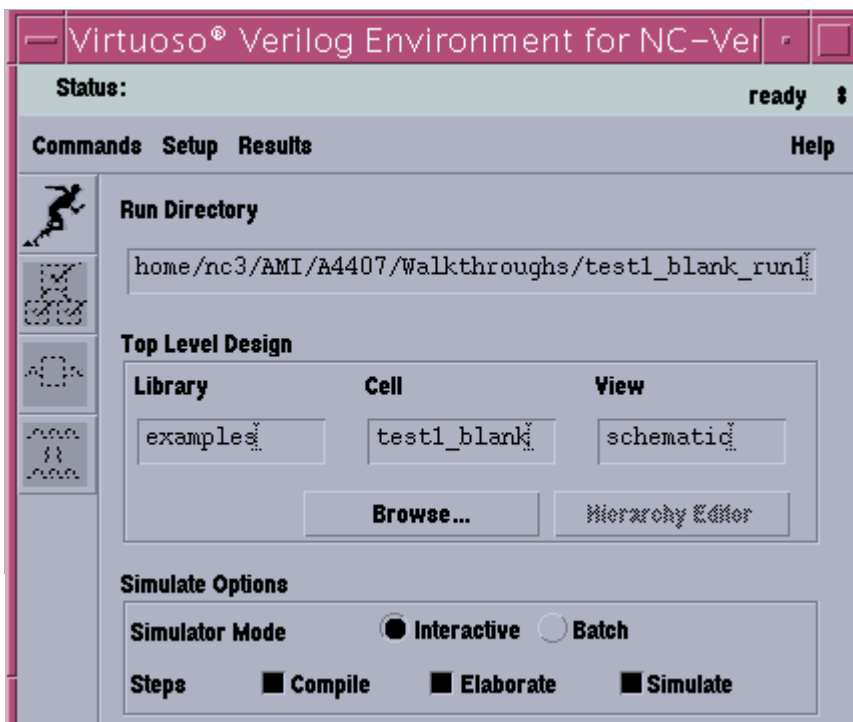 Virtuoso® Verilog Environment for NC-Ver
Status: ready
Commands Setup Results Help
Run Directory
home/nc3/AMI/A4407/Walkthroughs/test1_blank_run1
Top Level Design
Library Cell View
examples test1_blank schematic
Browse... Hierarchy Editor
Simulate Options
Simulator Mode Interactive Batch
Steps Compile Elaborate Simulate